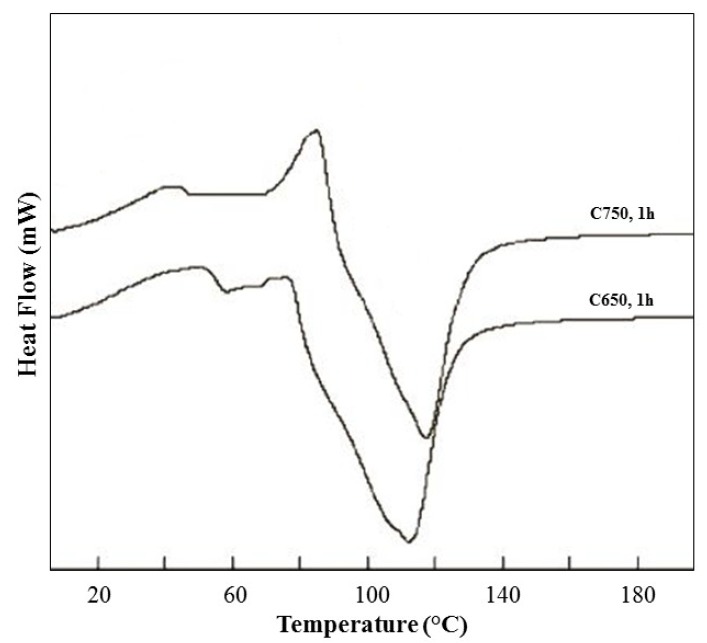 Heat Flow (mW)
C750, 1h
C650, 1h
20 60 100 140 180
Temperature (°C)